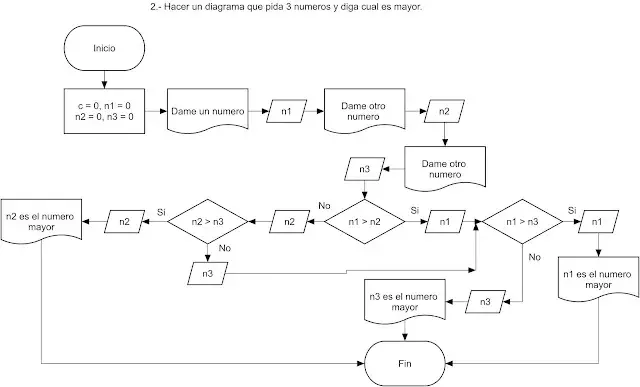 2.- Hacer un diagrama que pida 3 numeros y diga cual es mayor.
Inicio
c = 0, n1 = 0
n2 = 0, n3 = 0
Dame un numero
n1
Dame otro
numero
n2
Dame otro
numero
n3
n1 > n2
No
Si
n2
n2 > n3
Si
No
n2
n2 es el numero
mayor
n3
n1
n1 > n3
Si
No
n1
n1 es el numero
mayor
n3
n3 es el numero
mayor
Fin